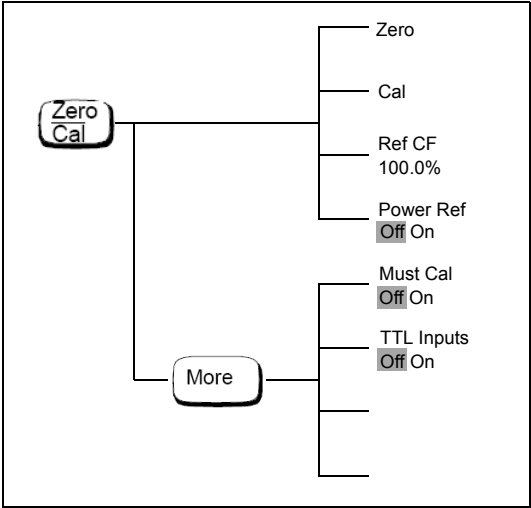 Zero
Cal
Zero
Cal
Ref CF
100.0%
Power Ref
Off On
Must Cal
Off On
TTL Inputs
Off On
More